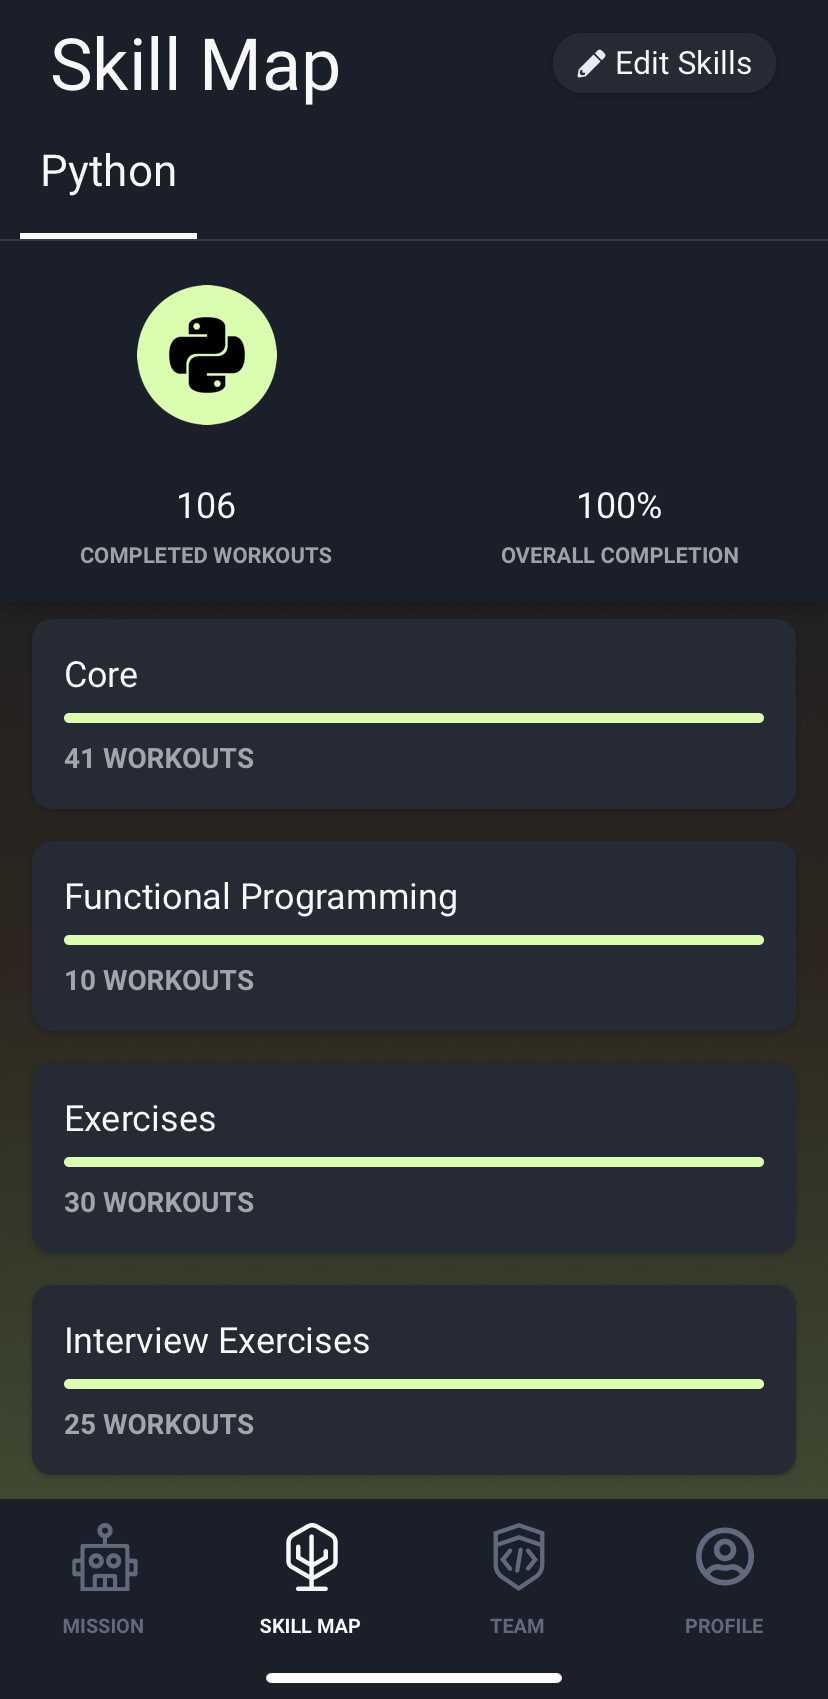 Skill Map
Edit Skills
Python
106
100%
COMPLETED WORKOUTS
OVERALL COMPLETION
Core
41 WORKOUTS
Functional Programming
10 WORKOUTS
Exercises
30 WORKOUTS
Interview Exercises
25 WORKOUTS
MISSION
SKILL MAP
TEAM
PROFILE